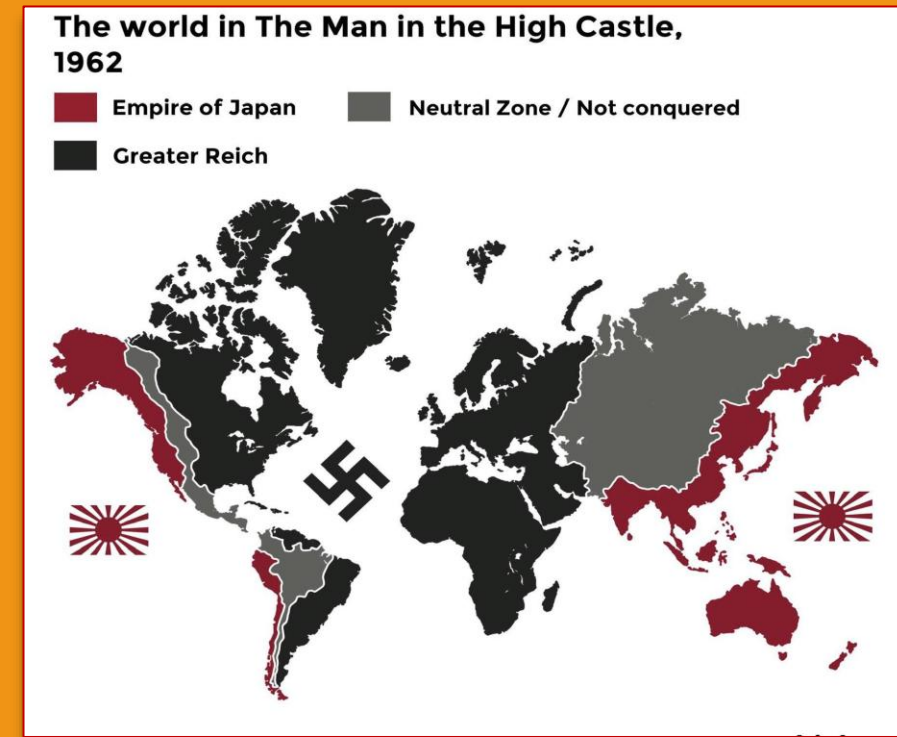 The world in The Man in the High Castle,
1962
Empire of Japan
Neutral Zone / Not conquered
Greater Reich